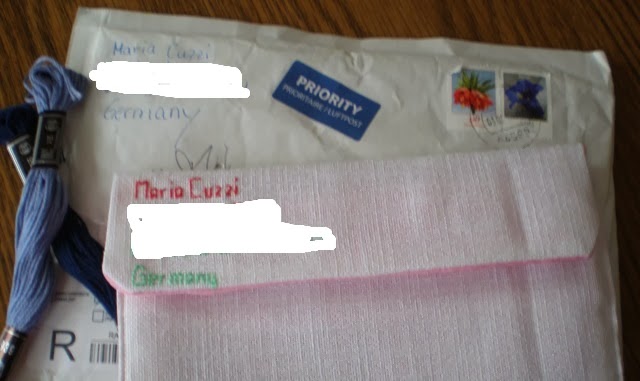 Maria Cuzzi
Germany
PRIORITY
PRIORITAIRE / LUFTPOST
Maria Cuzzi
Germany
R